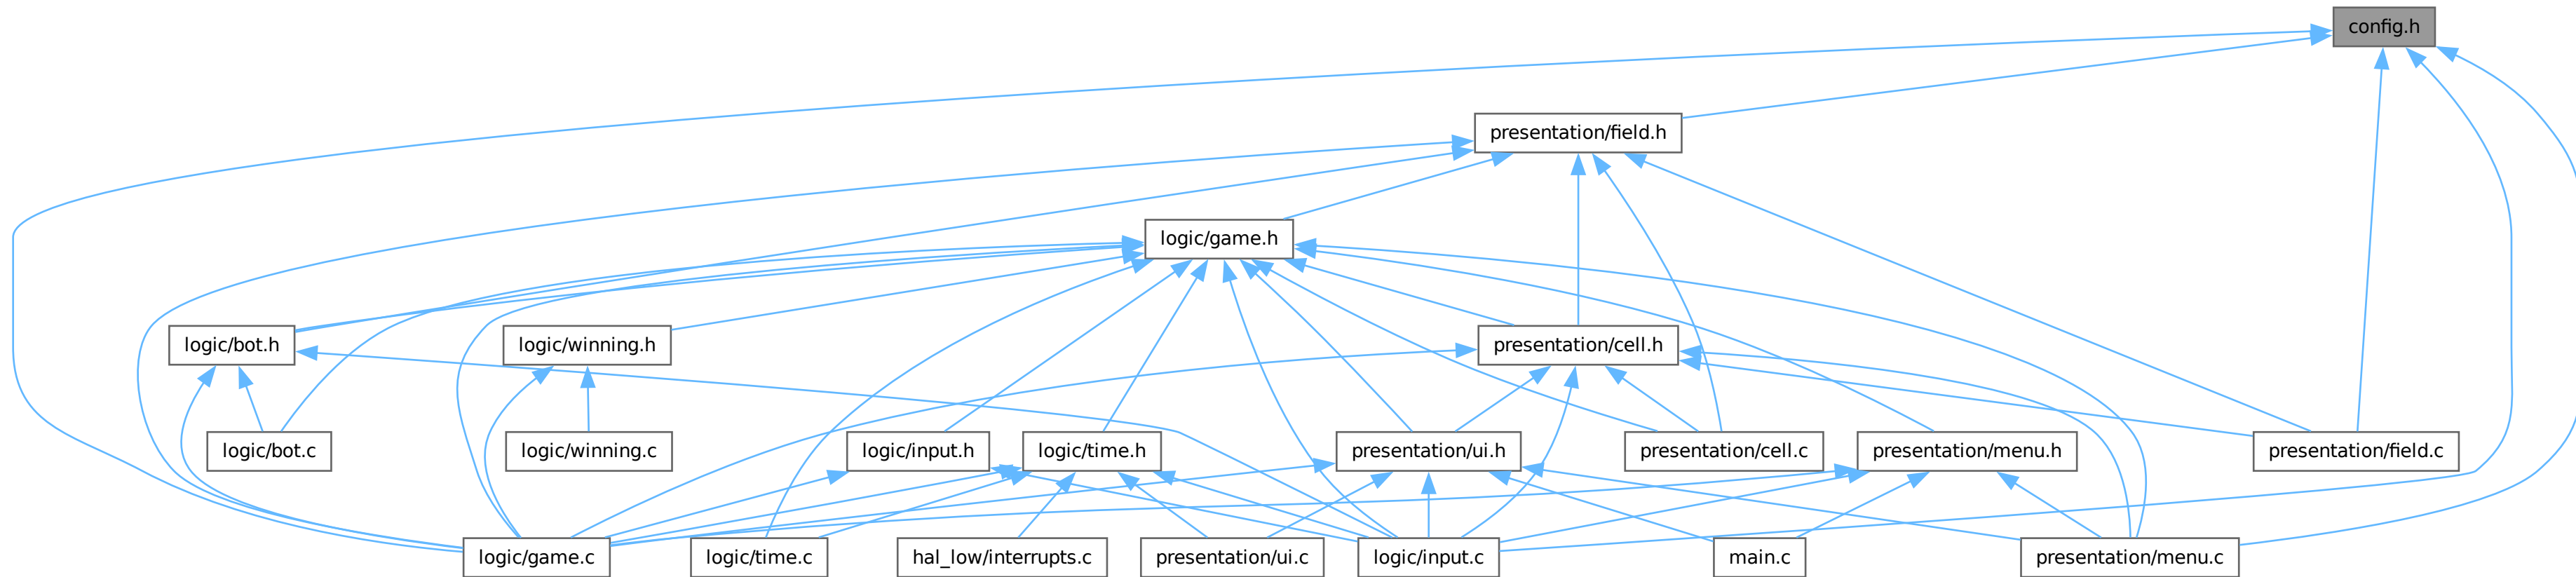 config.h
presentation/field.h
logic/game.h
logic/bot.h
logic/winning.h
presentation/cell.h
logic/bot.c
logic/winning.c
logic/input.h
logic/time.h
presentation/ui.h
presentation/cell.c
presentation/menu.h
presentation/field.c
logic/game.c
logic/time.c
hal_low/interrupts.c
presentation/ui.c
logic/input.c
main.c
presentation/menu.c